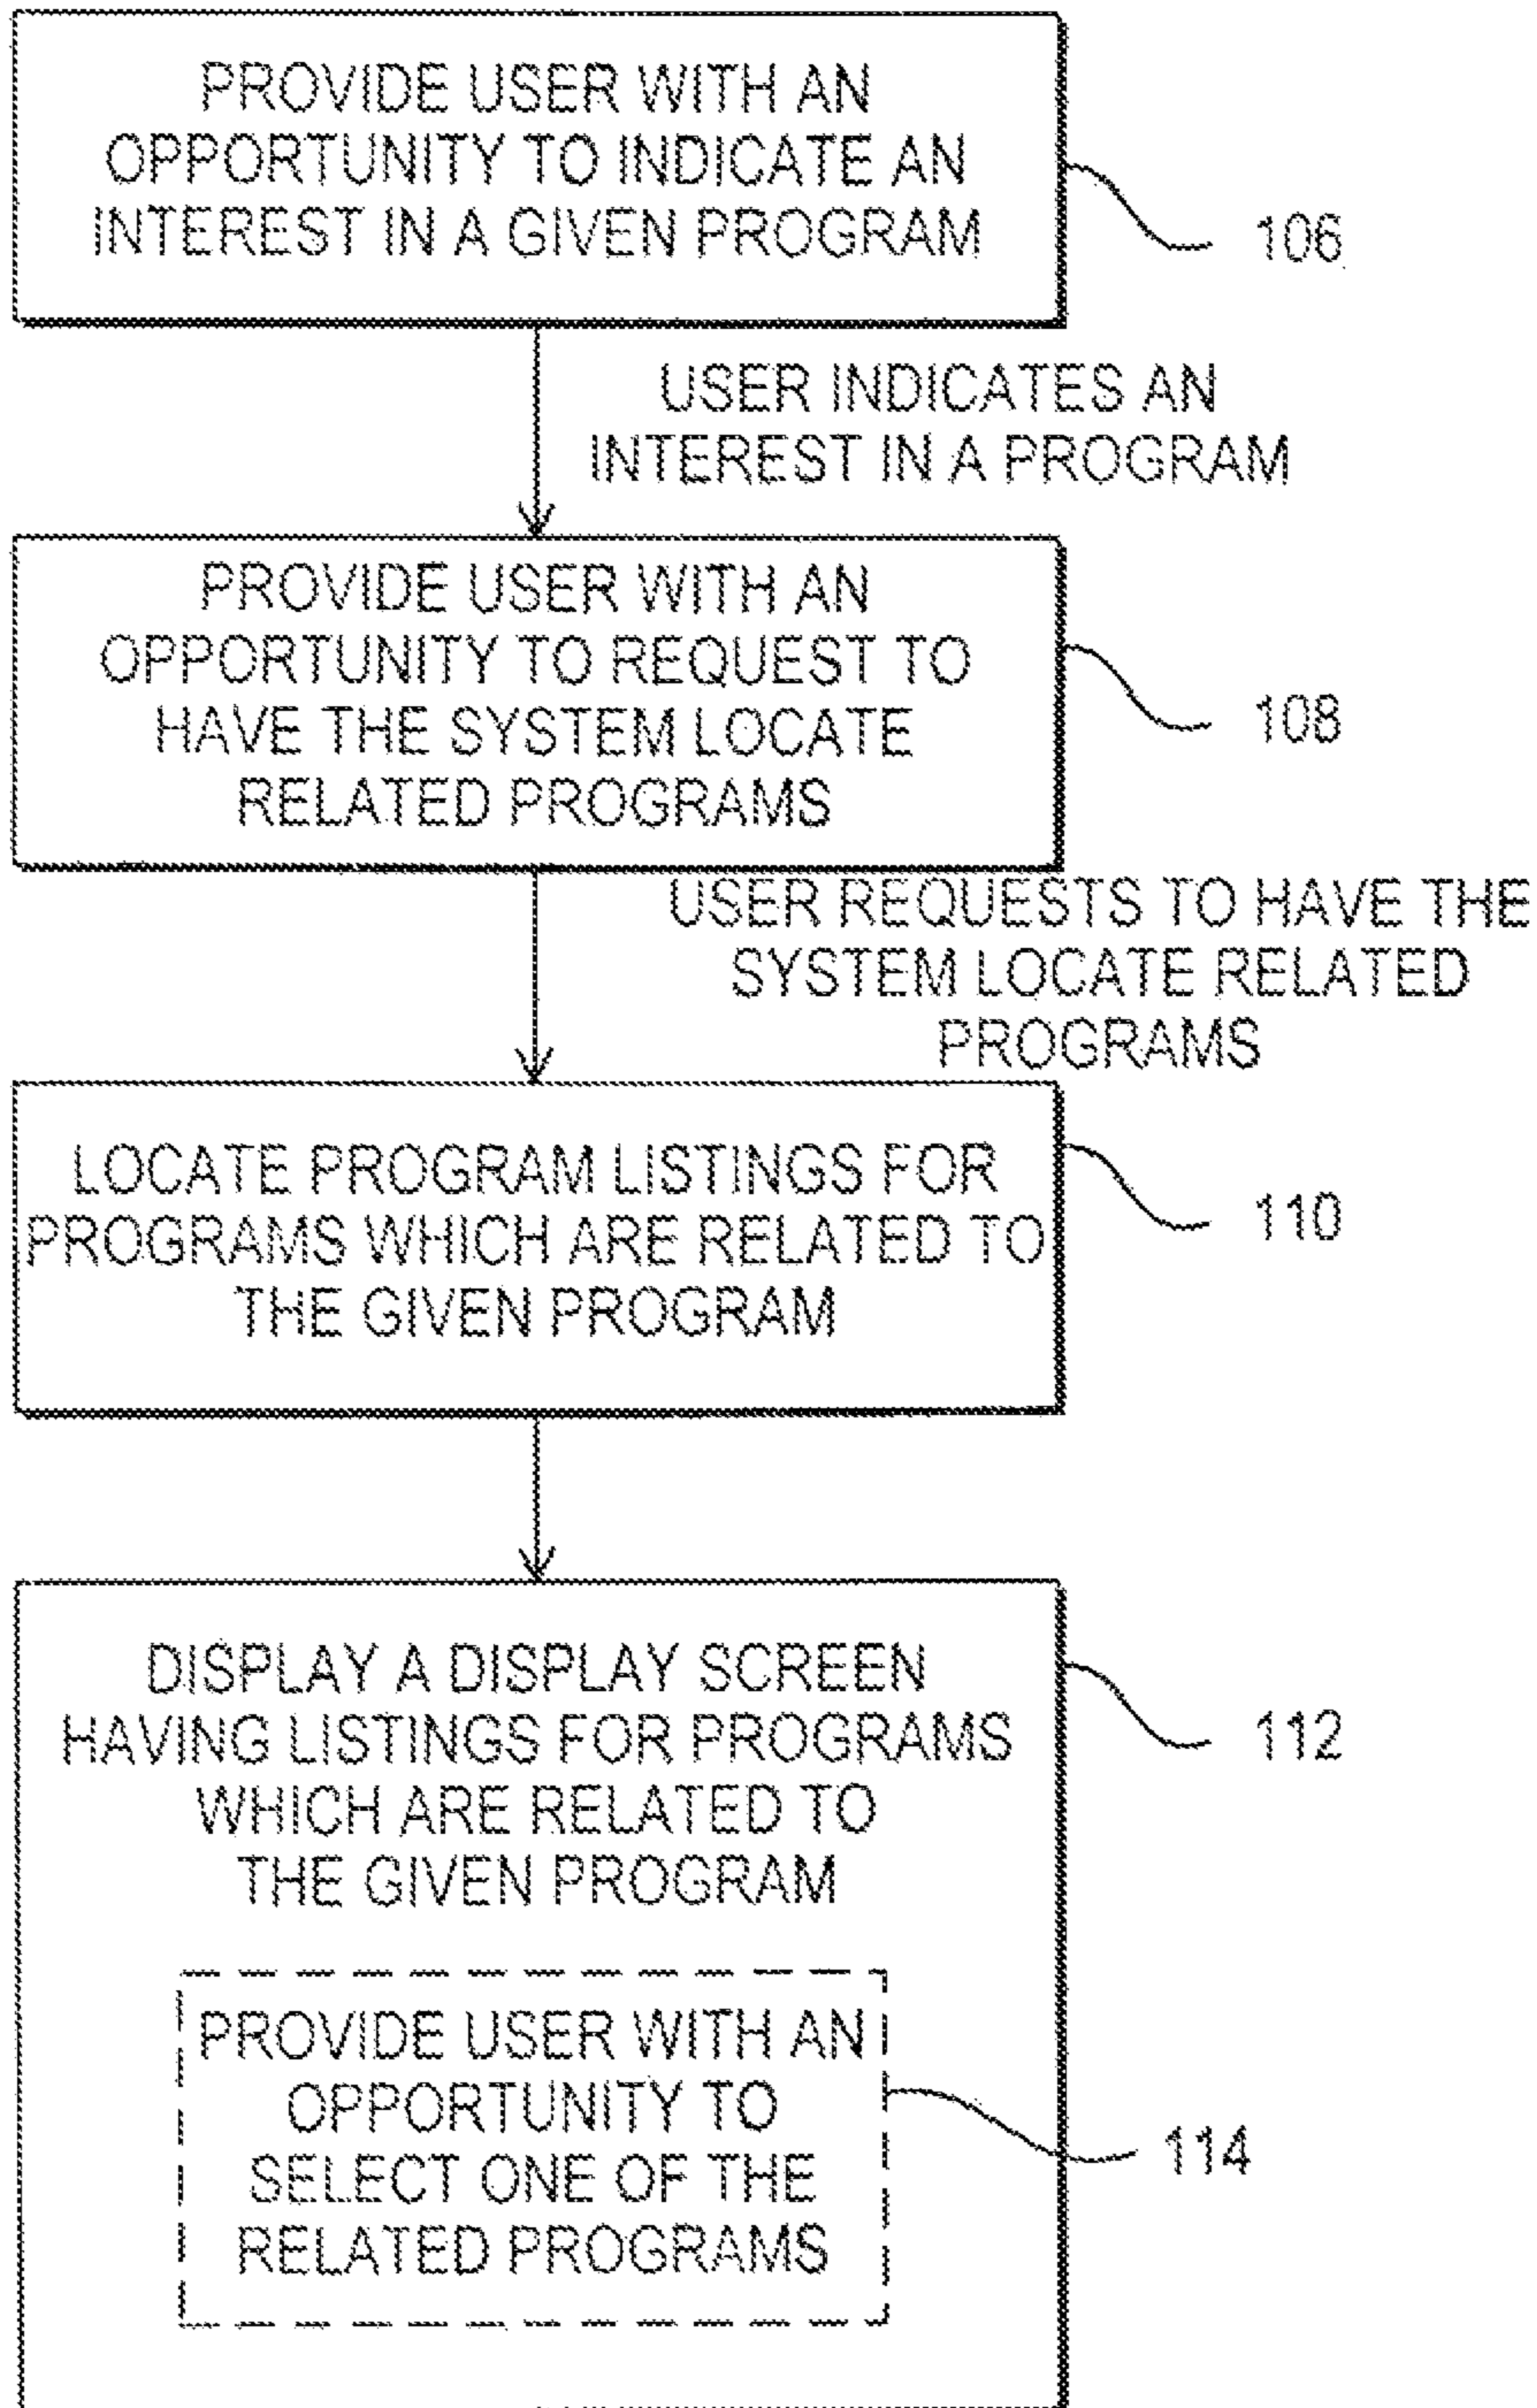 PROVIDE USER WITH AN
OPPORTUNITY TO INDICATE AN
INTEREST IN A GIVEN PROGRAM
106
USER INDICATES AN
INTEREST IN A PROGRAM
PROVIDE USER WITH AN
OPPORTUNITY TO REQUEST TO
HAVE THE SYSTEM LOCATE
RELATED PROGRAMS
108
USER REQUESTS TO HAVE THE
SYSTEM LOCATE RELATED
PROGRAMS
LOCATE PROGRAM LISTINGS FOR
PROGRAMS WHICH ARE RELATED TO
THE GIVEN PROGRAM
110
DISPLAY A DISPLAY SCREEN
HAVING LISTINGS FOR PROGRAMS
WHICH ARE RELATED TO
THE GIVEN PROGRAM
112
PROVIDE USER WITH AN
OPPORTUNITY TO
SELECT ONE OF THE
RELATED PROGRAMS
114